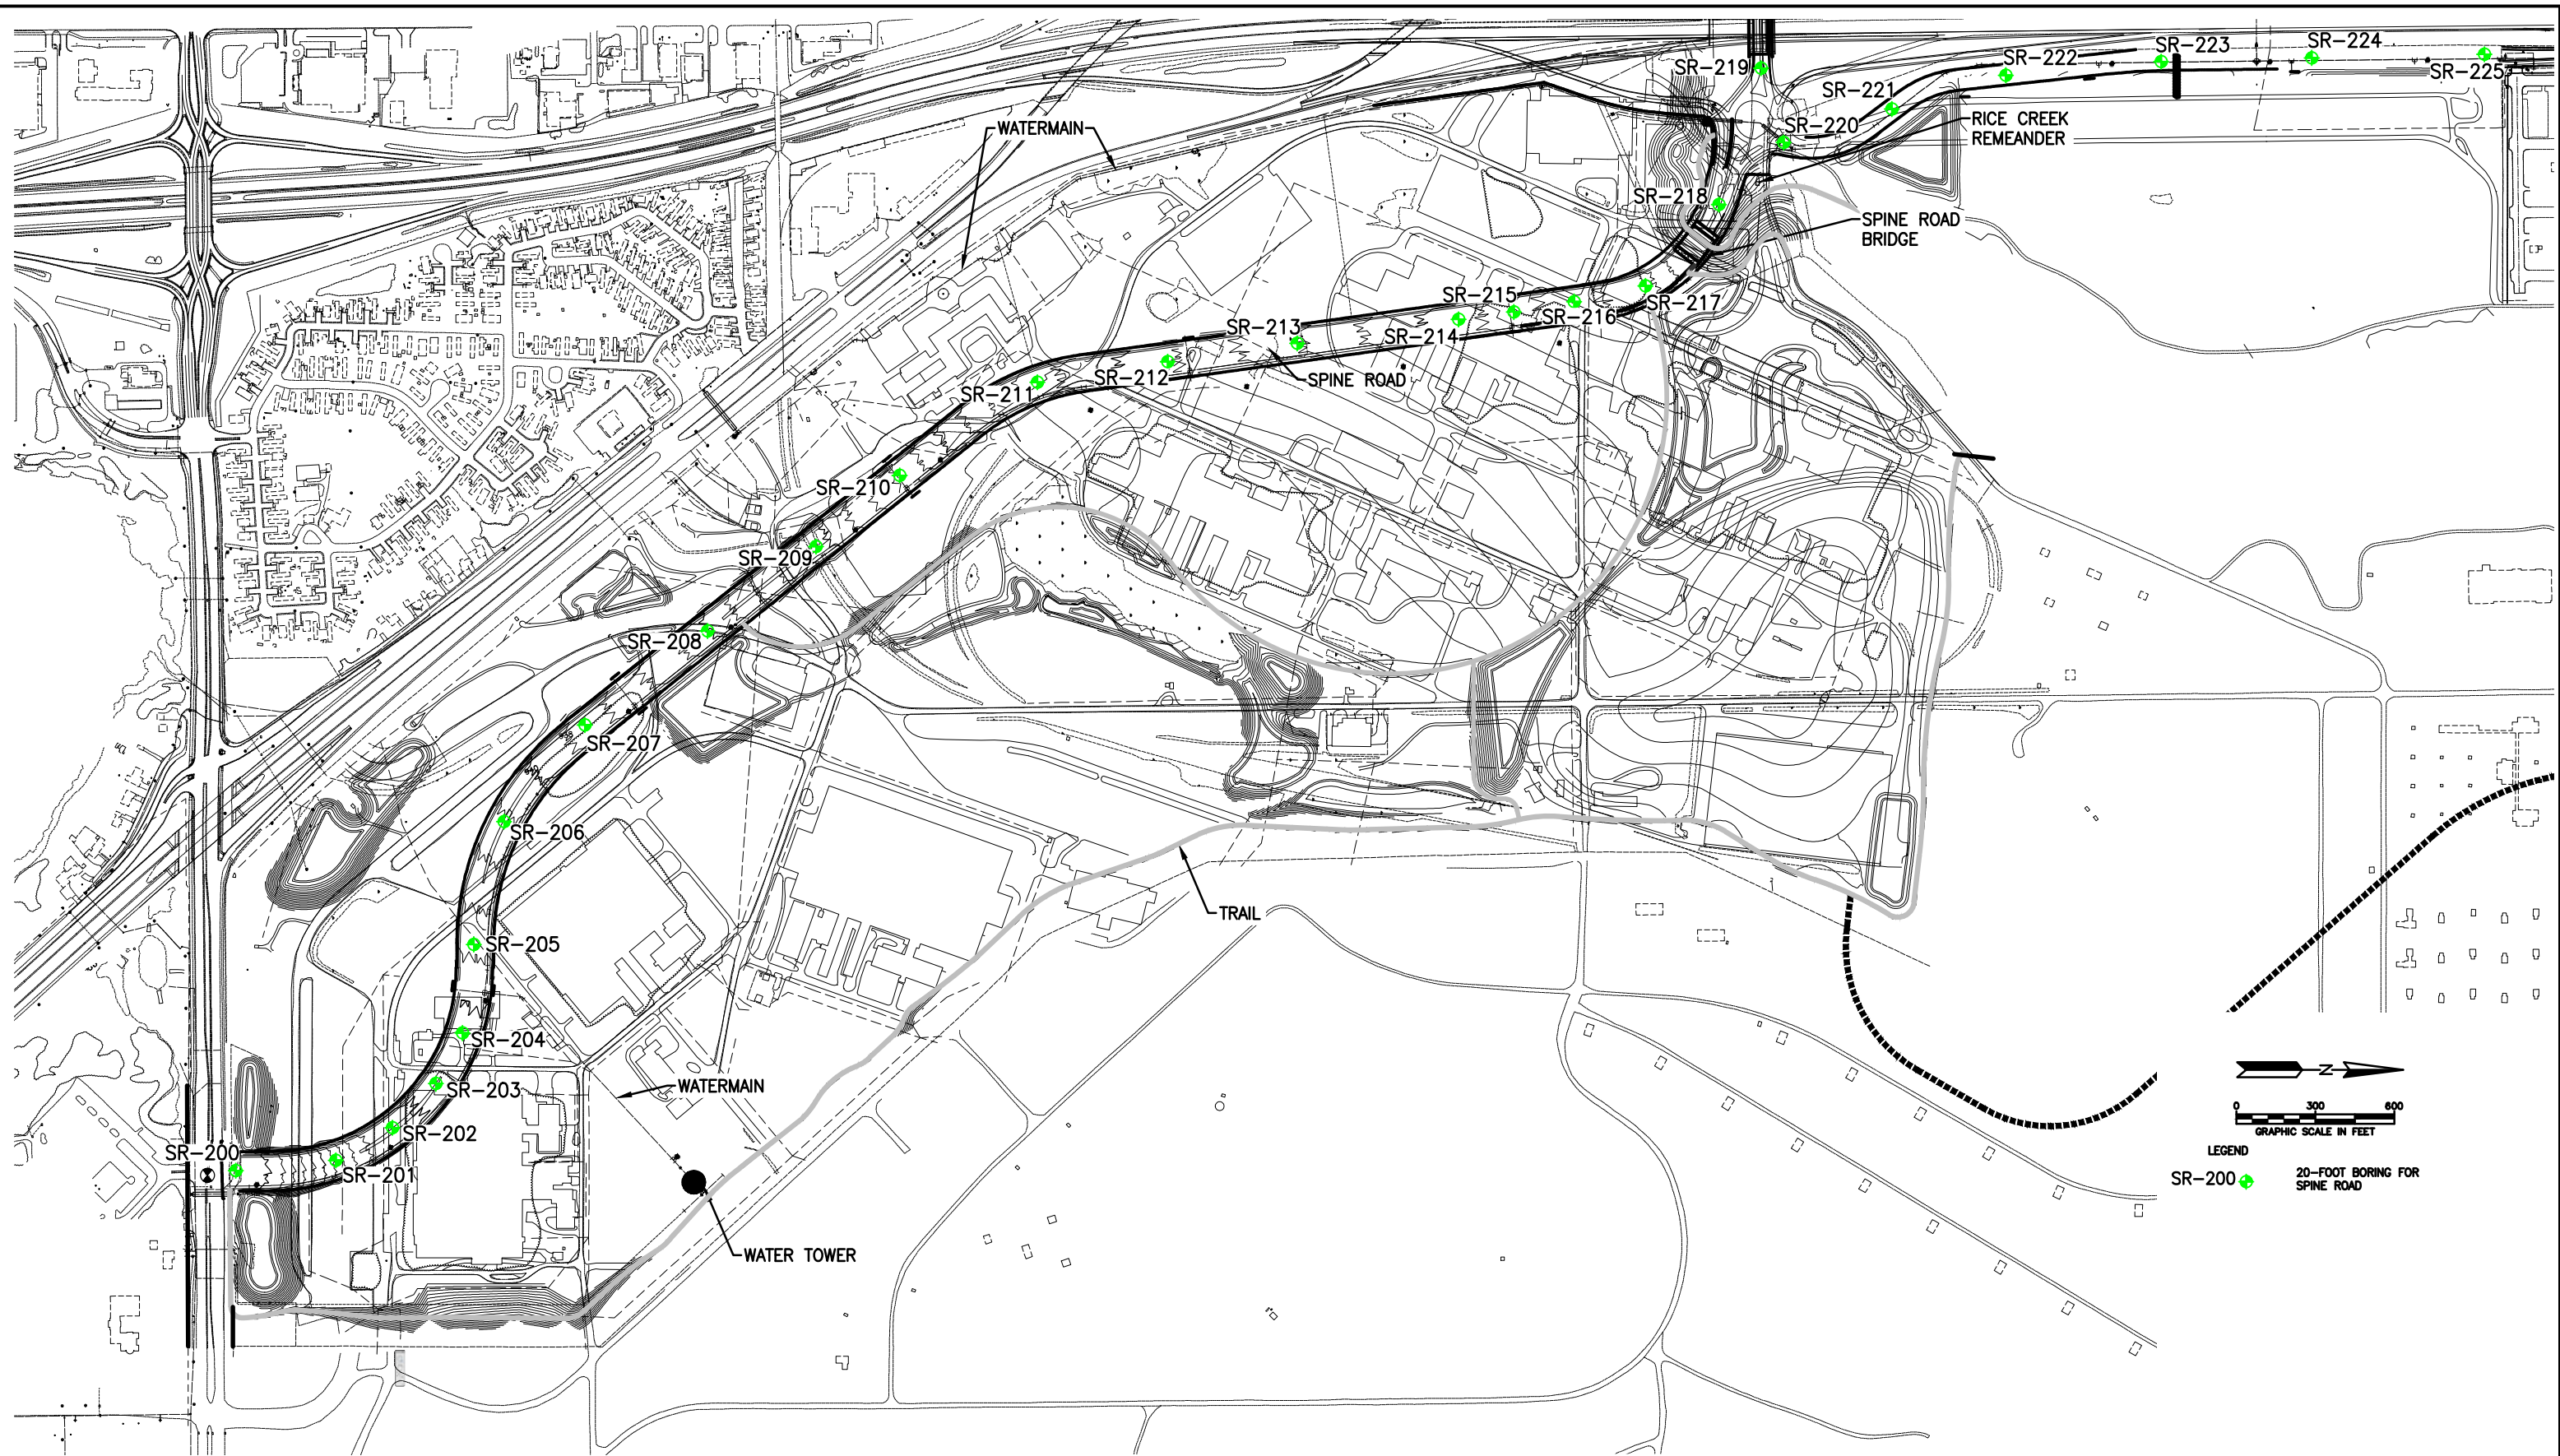 SR-219
SR-222
SR-223
SR-224
SR-225
SR-221
SR-220
RICE CREEK
REMEANDER
WATERMAIN
SR-218
SPINE ROAD
BRIDGE
SR-215
SR-217
SR-216
SR-213
SR-214
SR-212
SPINE ROAD
SR-211
SR-210
SR-209
SR-208
SR-207
SR-206
TRAIL
SR-205
SR-204
WATERMAIN
SR-203
SR-202
SR-200
SR-201
WATER TOWER
N
0 300 600
GRAPHIC SCALE IN FEET
LEGEND
SR-200
20-FOOT BORING FOR
SPINE ROAD